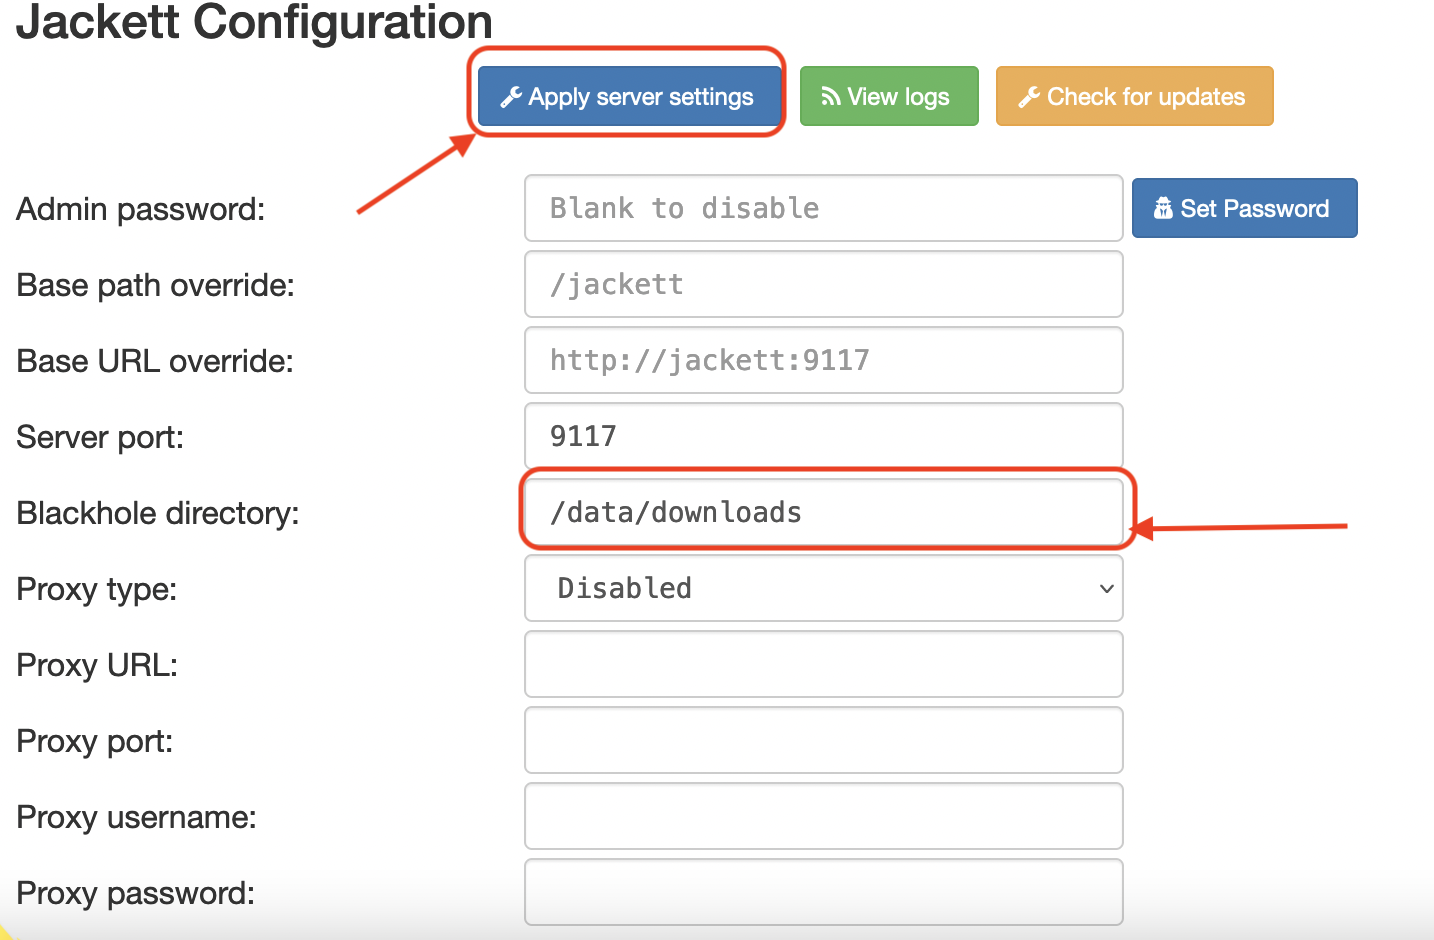 Jackett Configuration
Apply server settings View logs Check for updates
Admin password: Blank to disable Set Password
Base path override: /jackett
Base URL override: http://jackett:9117
Server port: 9117
Blackhole directory: /data/downloads
Proxy type: Disabled
Proxy URL:
Proxy port:
Proxy username:
Proxy password: